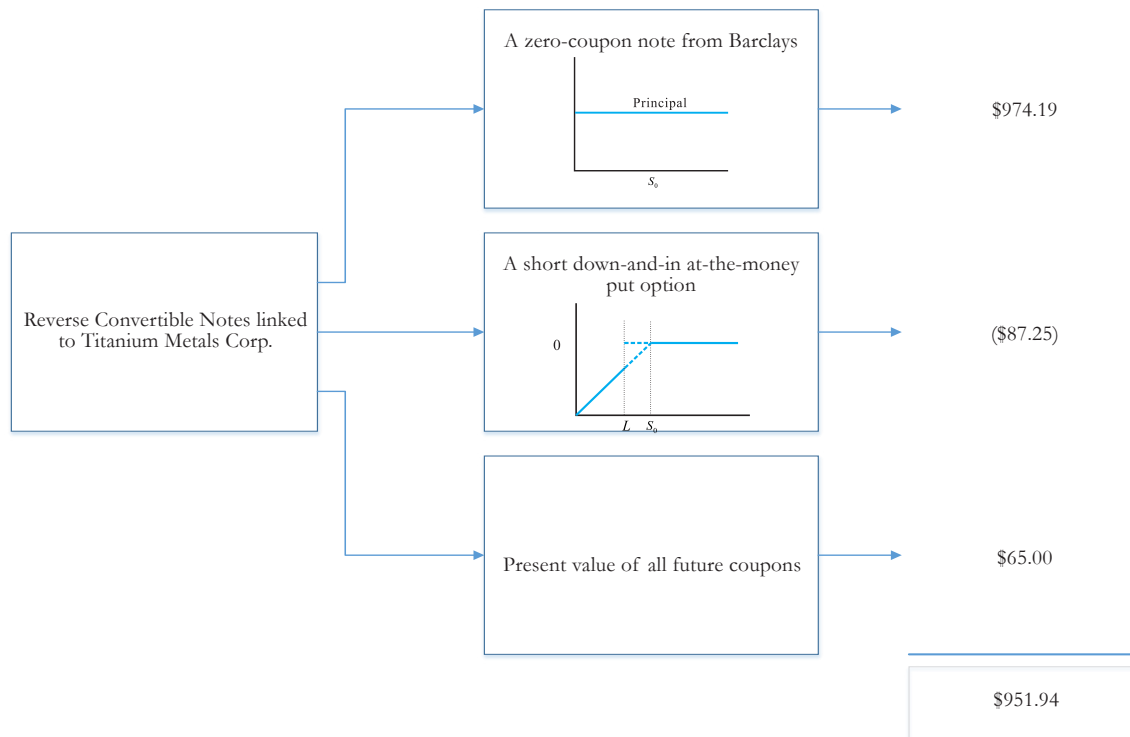 A zero-coupon note from Barclays
Principal
S₀
$974.19
Reverse Convertible Notes linked
to Titanium Metals Corp.
A short down-and-in at-the-money
put option
0
L S₀
($87.25)
Present value of all future coupons
$65.00
$951.94